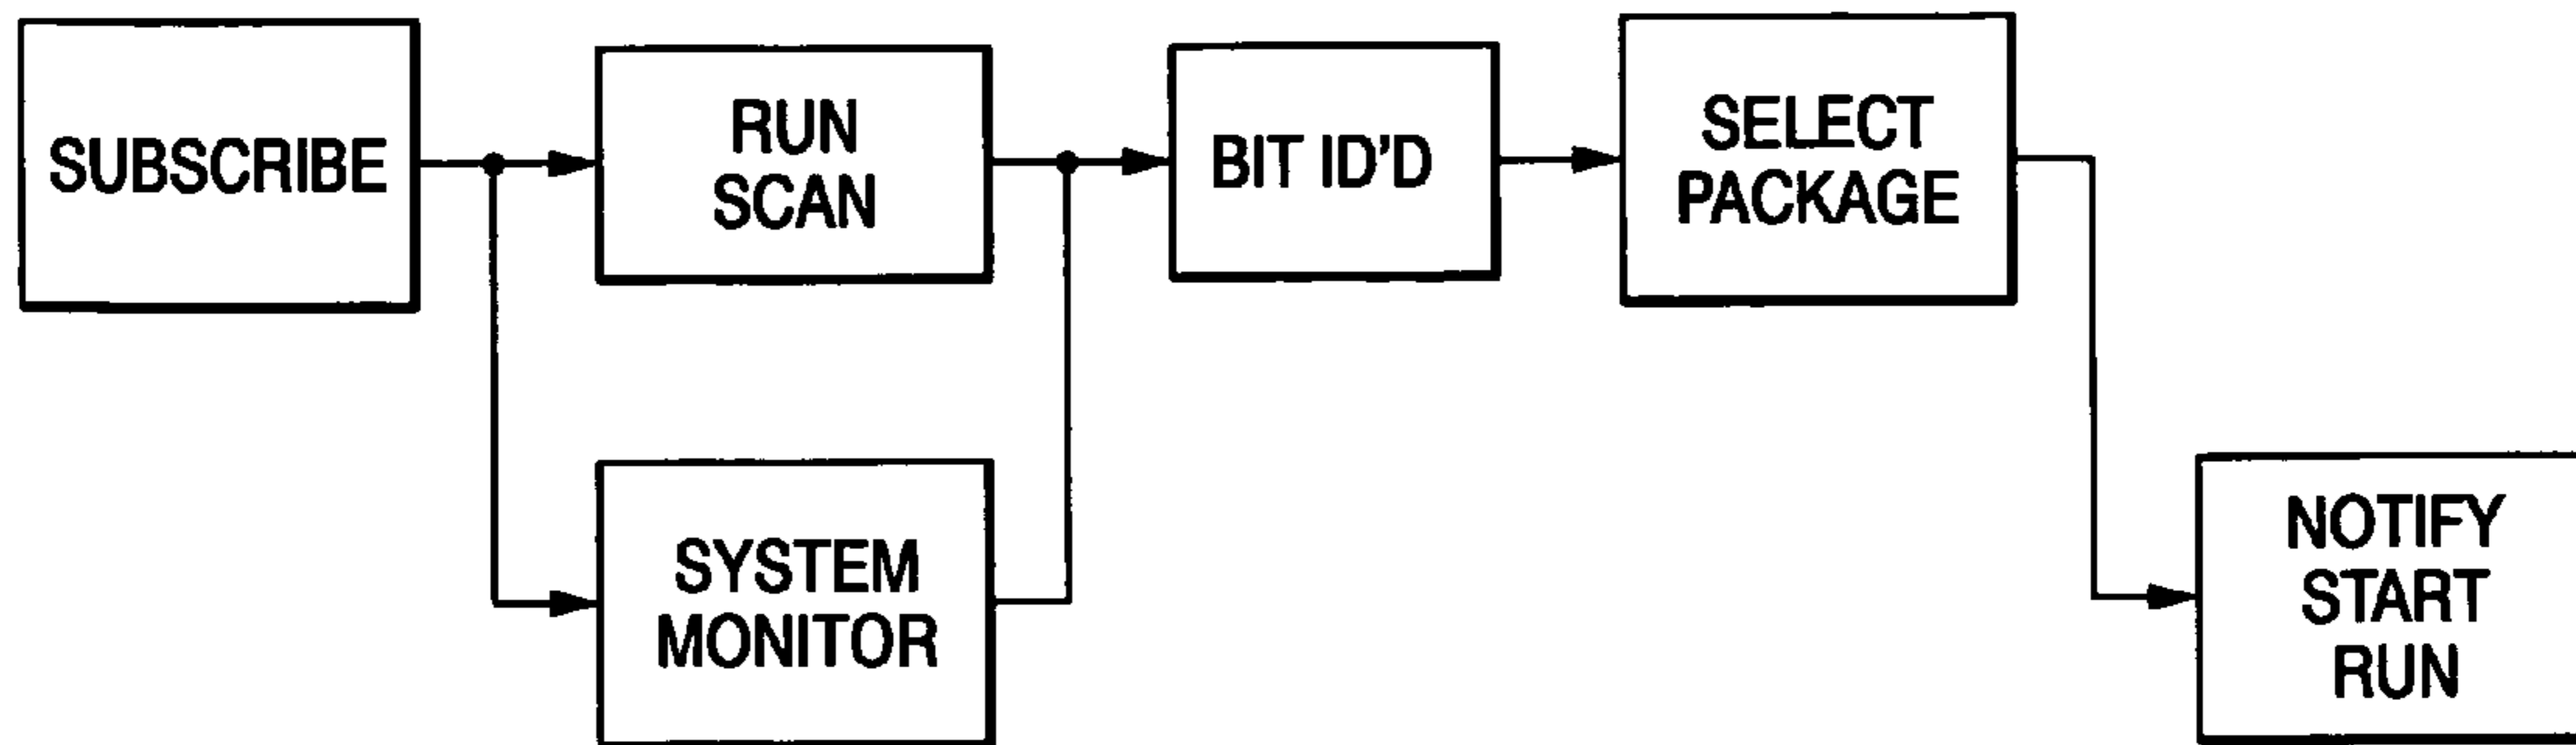 SUBSCRIBE
RUN
SCAN
SYSTEM
MONITOR
BIT ID'D
SELECT
PACKAGE
NOTIFY
START
RUN